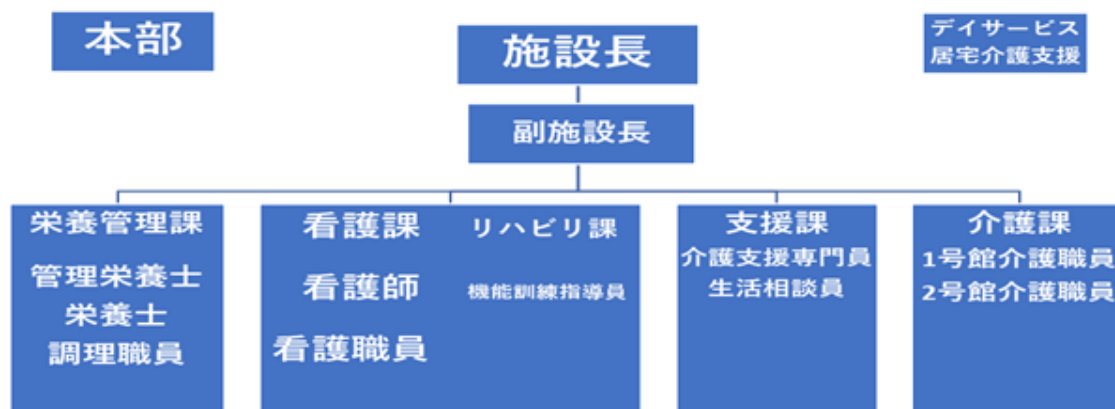 本部
施設長
デイサービス
居宅介護支援
副施設長
栄養管理課
管理栄養士
栄養士
調理職員
看護課
看護師
看護職員
リハビリ課
機能訓練指導員
支援課
介護支援専門員
生活相談員
介護課
1号館介護職員
2号館介護職員